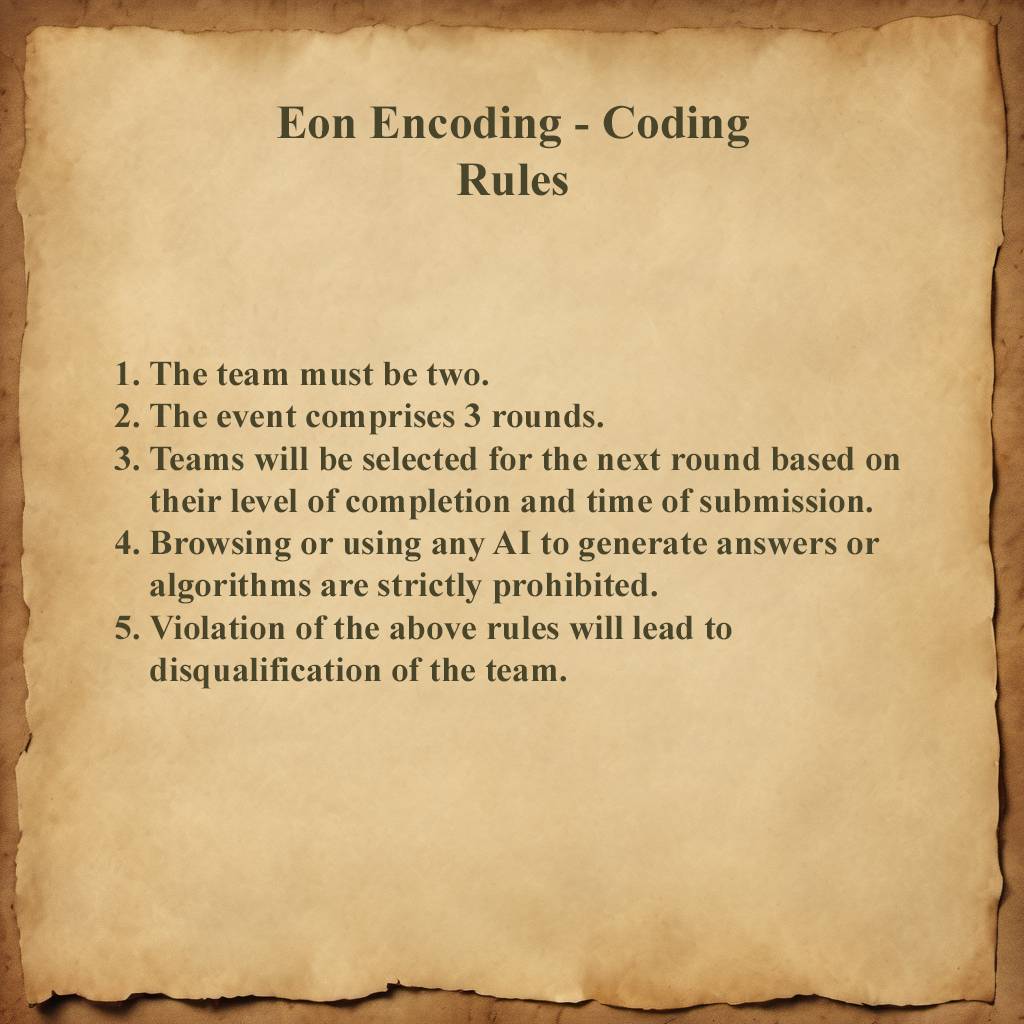 Eon Encoding - Coding
Rules
1. The team must be two.
2. The event comprises 3 rounds.
3. Teams will be selected for the next round based on
their level of completion and time of submission.
4. Browsing or using any AI to generate answers or
algorithms are strictly prohibited.
5. Violation of the above rules will lead to
disqualification of the team.